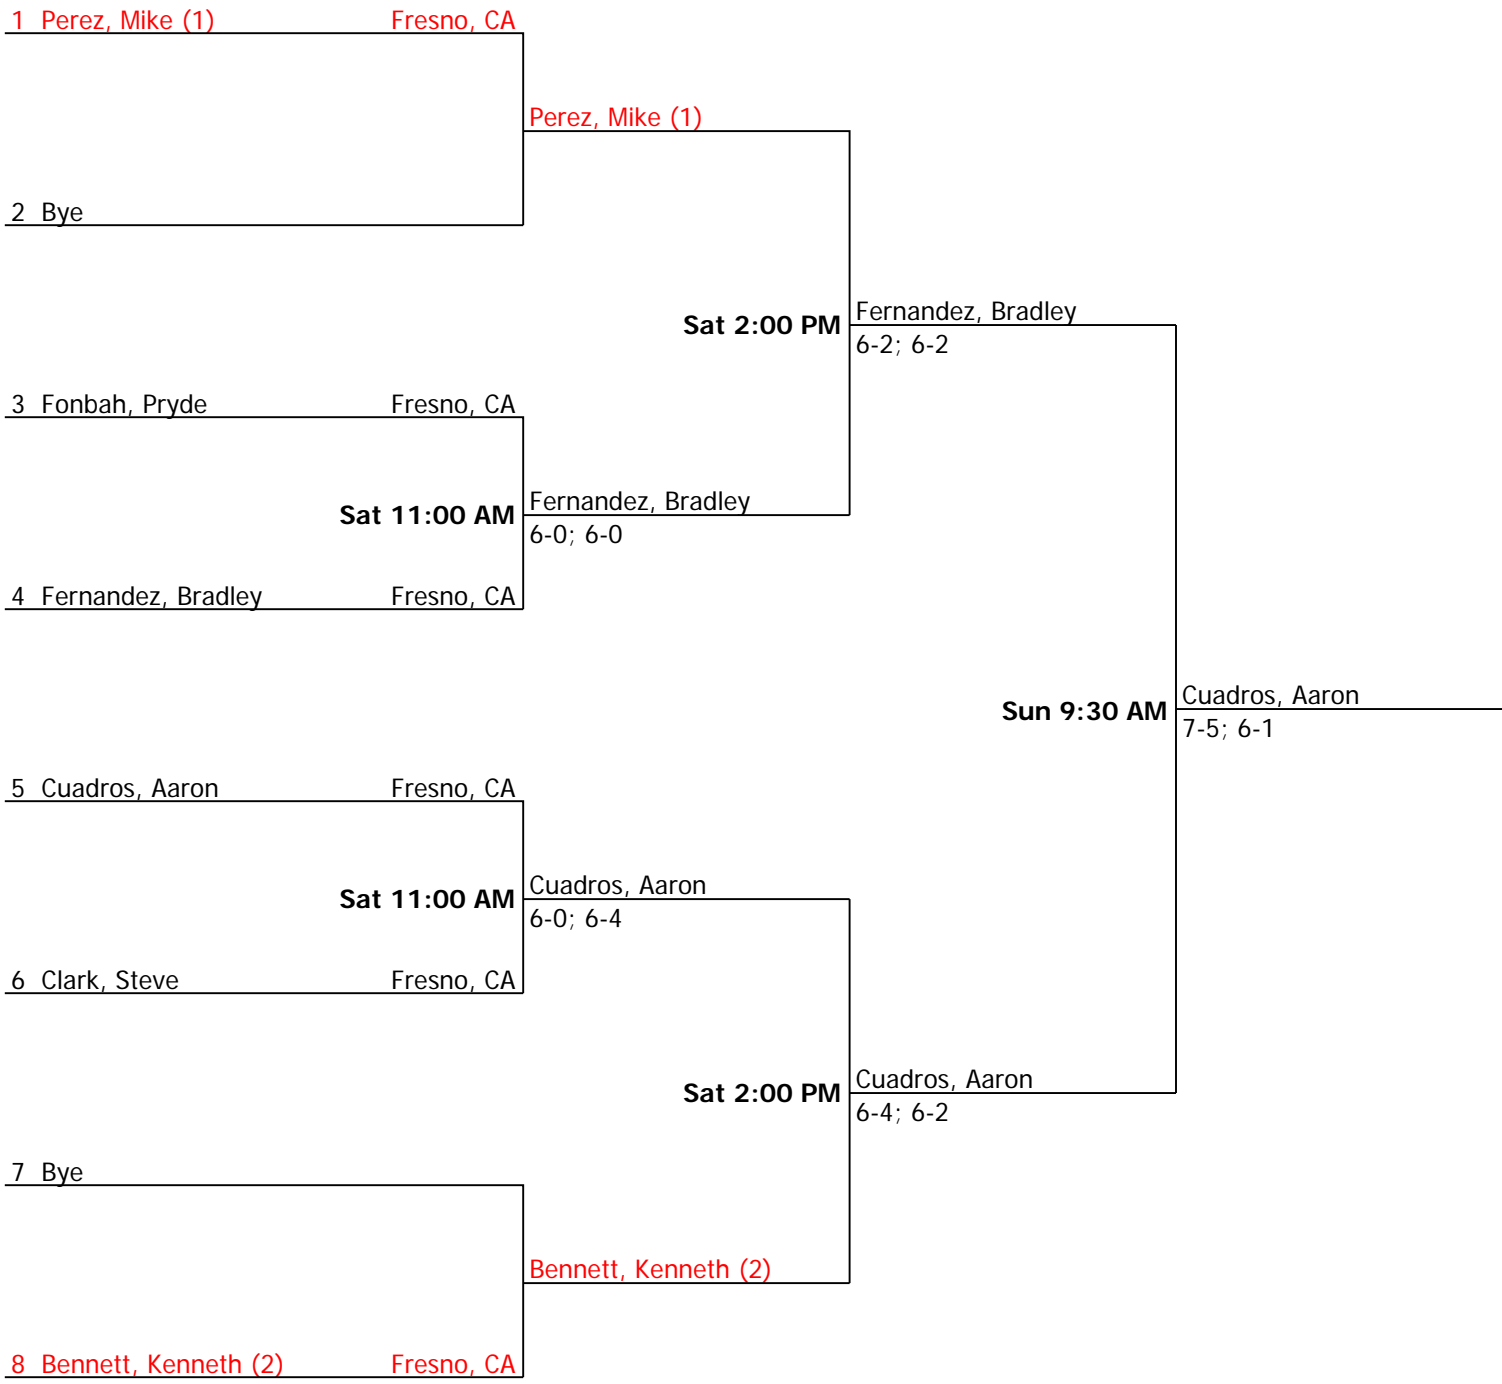 1 Perez, Mike (1) Fresno, CA
Perez, Mike (1)
2 Bye
Sat 2:00 PM
Fernandez, Bradley
6-2; 6-2
3 Fonbah, Pryde Fresno, CA
Sat 11:00 AM
Fernandez, Bradley
6-0; 6-0
4 Fernandez, Bradley Fresno, CA
Sun 9:30 AM
Cuadros, Aaron
7-5; 6-1
5 Cuadros, Aaron Fresno, CA
Sat 11:00 AM
Cuadros, Aaron
6-0; 6-4
6 Clark, Steve Fresno, CA
Sat 2:00 PM
Cuadros, Aaron
6-4; 6-2
7 Bye
Bennett, Kenneth (2)
8 Bennett, Kenneth (2) Fresno, CA